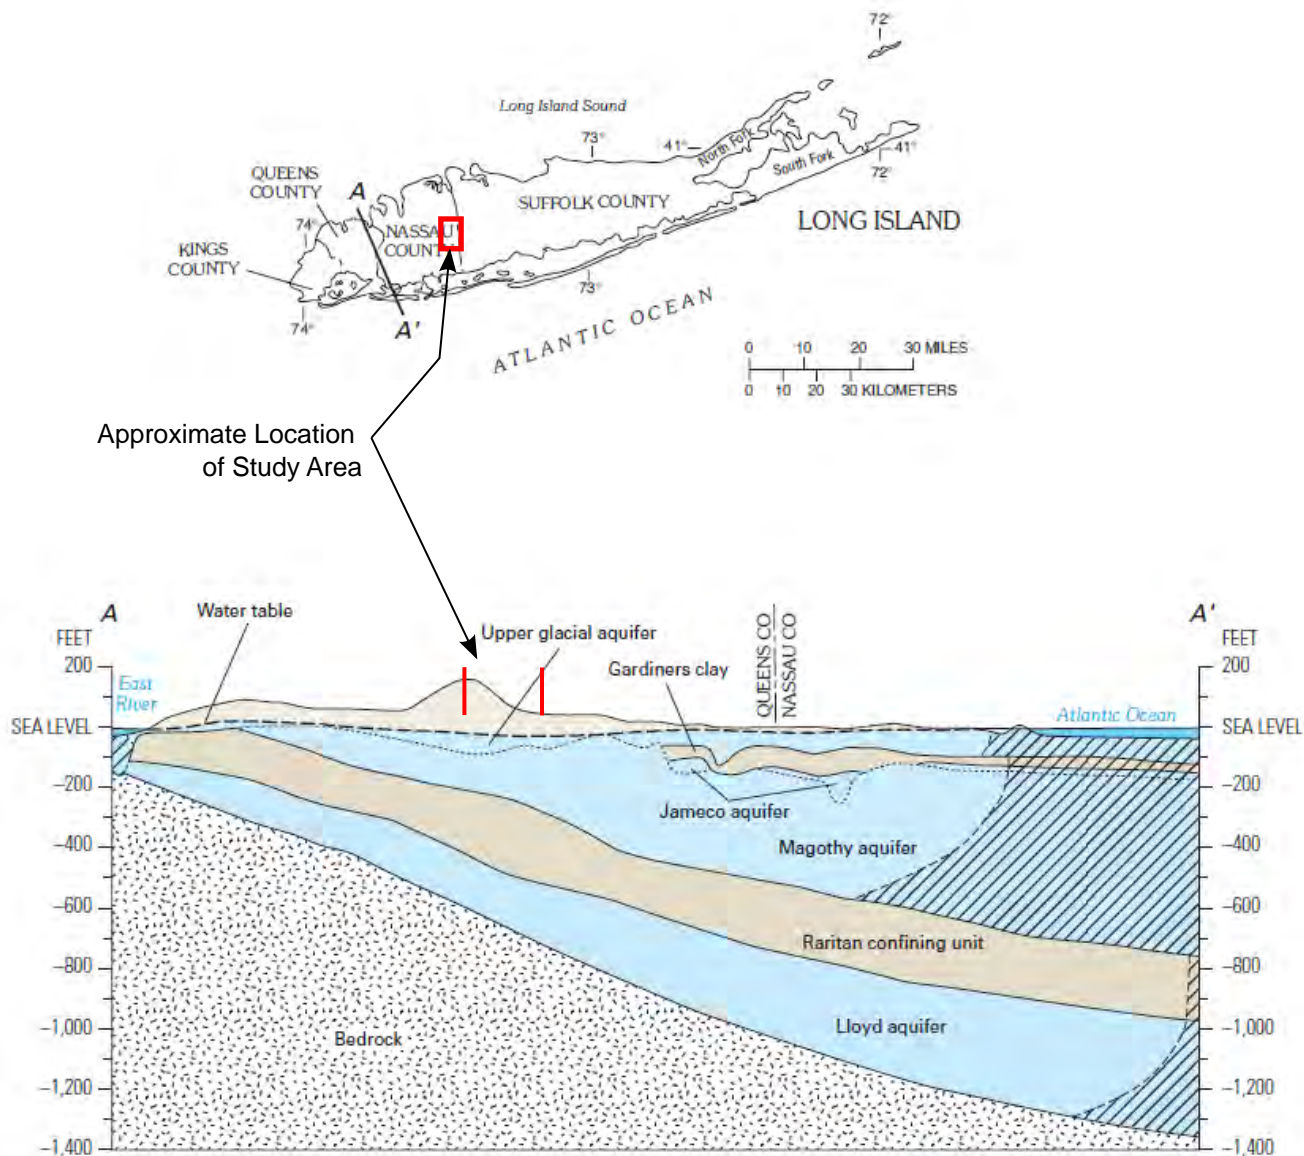 72°
Long Island Sound
73°
41°
North Fork
South Fork
41°
72°
QUEENS
COUNTY
A
SUFFOLK COUNTY
LONG ISLAND
74°
NASSAU
COUNT
KINGS
COUNTY
73°
74°
A'
ATLANTIC OCEAN
0 10 20 30 MILES
0 10 20 30 KILOMETERS
Approximate Location
of Study Area
A
Water table
Upper glacial aquifer
Gardiners clay
QUEENS CO
NASSAU CO
A'
FEET
FEET
200
200
East
River
Atlantic Ocean
SEA LEVEL
SEA LEVEL
–200
–200
Jameco aquifer
Magothy aquifer
–400
–400
–600
–600
Raritan confining unit
–800
–800
Lloyd aquifer
–1,000
–1,000
Bedrock
–1,200
–1,200
–1,400
–1,400